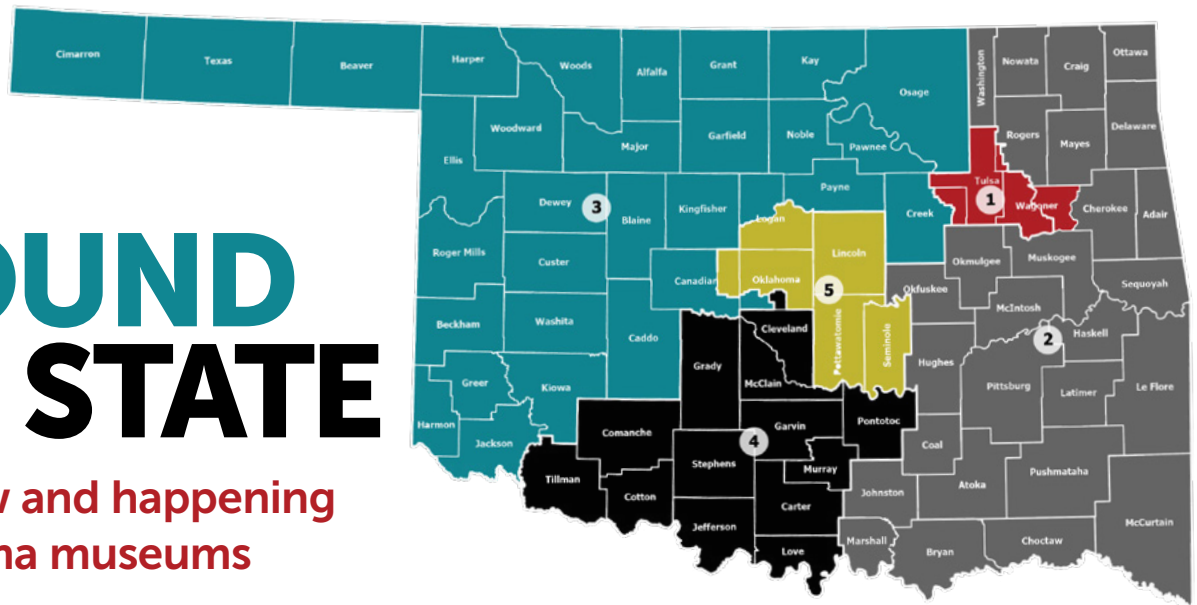 OUND
STATE
w and happening
ma museums
Cimarron
Texas
Beaver
Harper
Woods
Alfalfa
Grant
Kay
Osage
Washington
Nowata
Craig
Ottawa
Woodward
Ellis
Major
Garfield
Noble
Pawnee
Rogers
Mayes
Delaware
Dewey
3
Blaine
Kingfisher
Logan
Payne
Creek
Tulsa
1
Wagoner
Cherokee
Adair
Roger Mills
Custer
Canadian
Oklahoma
Lincoln
5
Okmulgee
Muskogee
Sequoyah
Okfuskee
McIntosh
Beckham
Washita
Caddo
Cleveland
Pottawatomie
Seminole
Hughes
2
Haskell
Greer
Kiowa
Grady
McClain
Pittsburg
Latimer
Le Flore
Harmon
Jackson
Comanche
4
Garvin
Pontotoc
Coal
Tillman
Stephens
Murray
Cotton
Carter
Johnston
Atoka
Pushmataha
Jefferson
Love
Marshall
Bryan
Choctaw
McCurtain